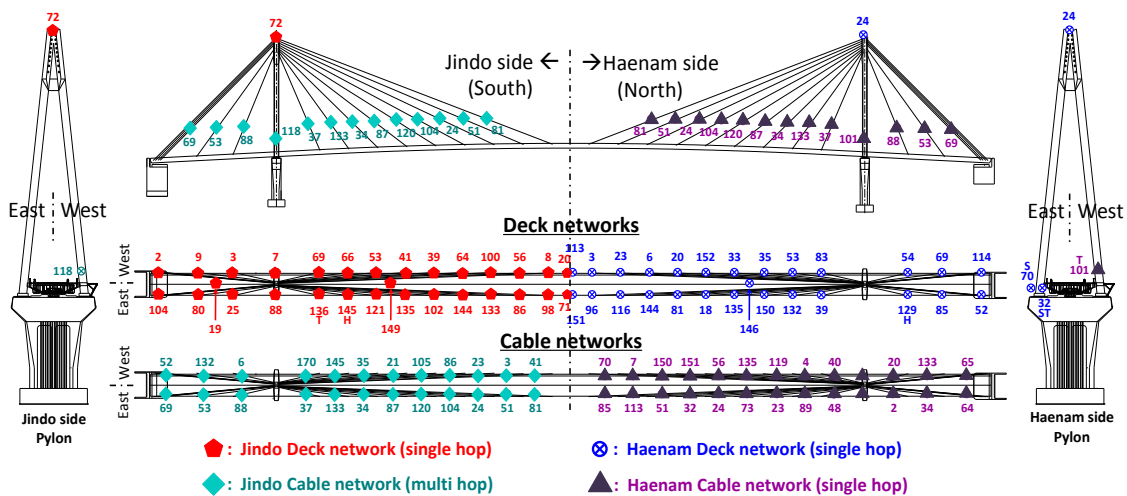 72
72
24
24
Jindo side ← →Haenam side
(South) (North)
69 53 88 118 37 133 34 87 120 104 24 51 81
81 51 24 104 120 87 34 133 37 101 88 53 69
East West
East West
118
T
101
S
70
32
ST
Deck networks
West
East
2 9 3 7 69 66 53 41 39 64 100 56 8 20
113 3 23 6 20 152 33 35 53 83 54 69 114
104 80 25 88 136 145 121 135 102 144 133 86 98 71
T H
151 96 116 144 81 18 135 150 132 39 129 85 52
H
19 149 146
Cable networks
West
East
52 132 6 170 145 35 21 105 86 23 3 41
70 7 150 151 56 135 119 4 40 20 133 65
69 53 88 37 133 34 87 120 104 24 51 81
85 113 51 32 24 73 23 89 48 2 34 64
Jindo side
Pylon
Haenam side
Pylon
: Jindo Deck network (single hop)
: Haenam Deck network (single hop)
: Jindo Cable network (multi hop)
: Haenam Cable network (single hop)